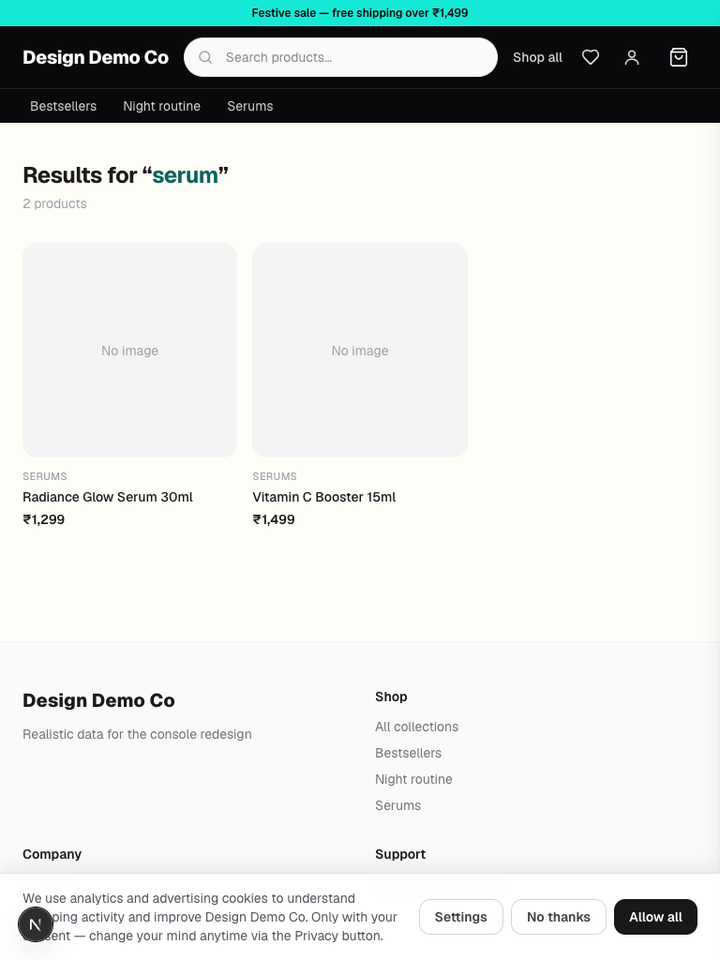 Festive sale — free shipping over ₹1,499
Design Demo Co
Search products...
Shop all
Bestsellers
Night routine
Serums
Results for “serum”
2 products
No image
No image
SERUMS
Radiance Glow Serum 30ml
₹1,299
SERUMS
Vitamin C Booster 15ml
₹1,499
Design Demo Co
Realistic data for the console redesign
Shop
All collections
Bestsellers
Night routine
Serums
Company
Support
We use analytics and advertising cookies to understand
ping activity and improve Design Demo Co. Only with your
ent — change your mind anytime via the Privacy button.
N
Settings
No thanks
Allow all